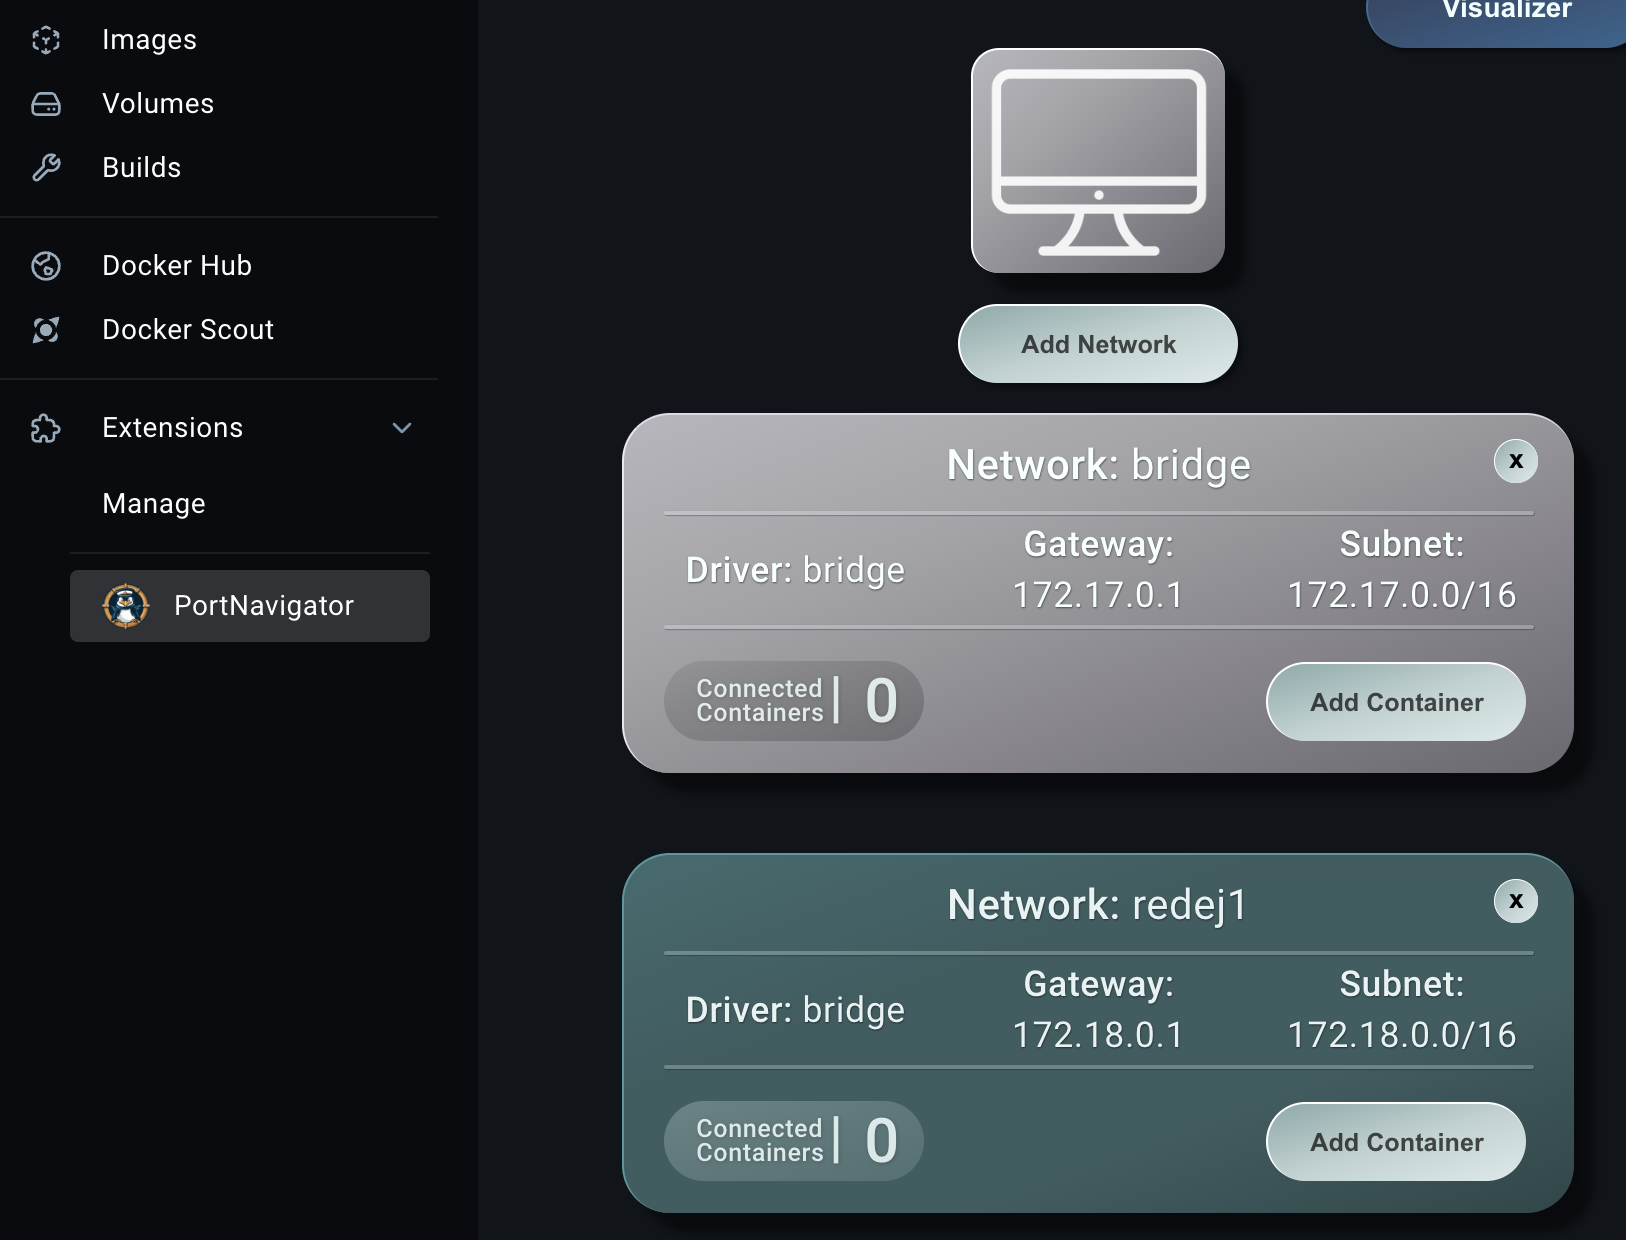 Images
Volumes
Builds
Docker Hub
Docker Scout
Extensions
Manage
PortNavigator
Visualizer
Add Network
Network: bridge
x
Driver: bridge
Gateway:
172.17.0.1
Subnet:
172.17.0.0/16
Connected
Containers
0
Add Container
Network: redej1
x
Driver: bridge
Gateway:
172.18.0.1
Subnet:
172.18.0.0/16
Connected
Containers
0
Add Container